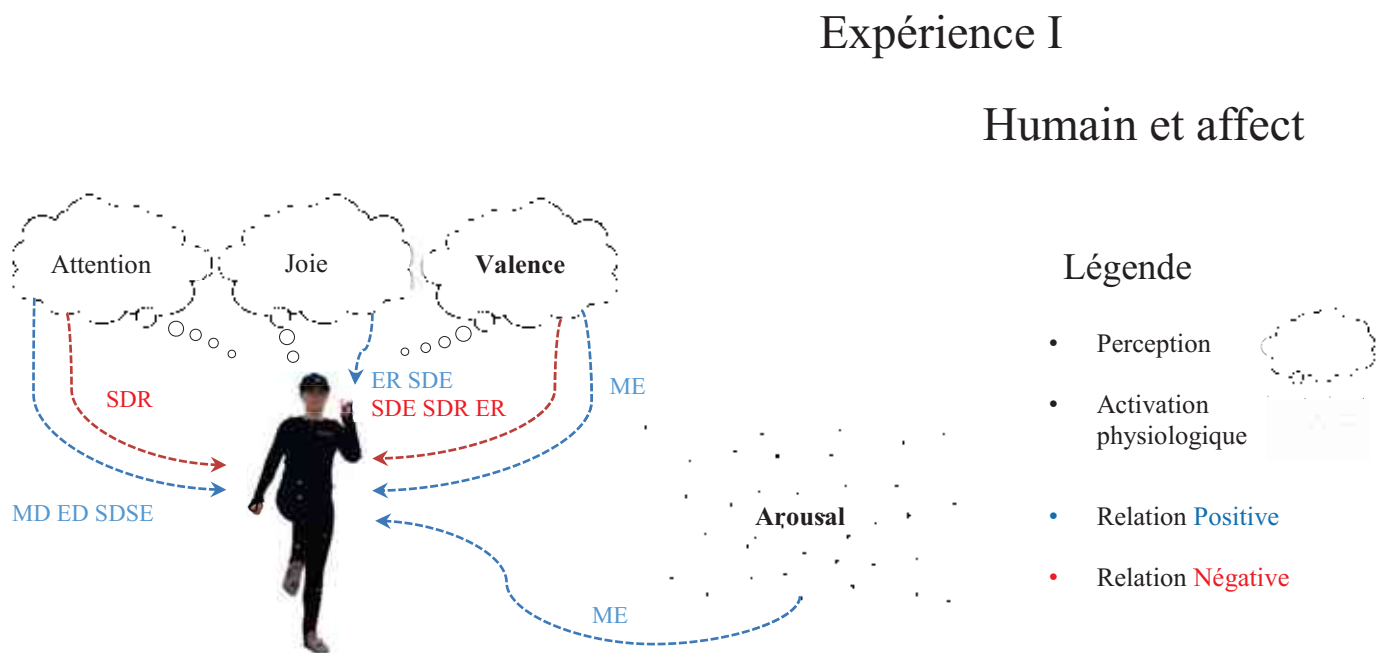 Expérience I
Humain et affect
Attention
Joie
Valence
Légende
Perception
Activation
physiologique
Relation Positive
Relation Négative
ER SDE
SDE SDR ER
ME
SDR
MD ED SDSE
Arousal
ME